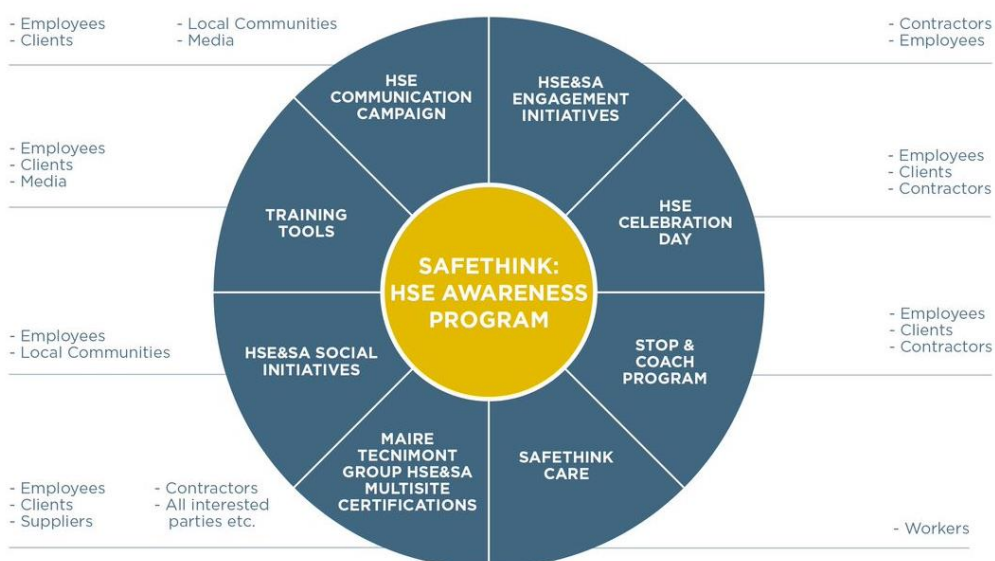 - Employees
- Clients
- Local Communities
- Media
HSE
COMMUNICATION
CAMPAIGN
HSE&SA
ENGAGEMENT
INITIATIVES
- Contractors
- Employees
- Employees
- Clients
- Media
TRAINING
TOOLS
HSE
CELEBRATION
DAY
- Employees
- Clients
- Contractors
SAFETHINK:
HSE AWARENESS
PROGRAM
- Employees
- Local Communities
HSE&SA SOCIAL
INITIATIVES
STOP &
COACH
PROGRAM
- Employees
- Clients
- Contractors
- Employees
- Clients
- Suppliers
- Contractors
- All interested
parties etc.
MAIRE
TECNIMONT
GROUP HSE&SA
MULTISITE
CERTIFICATIONS
SAFETHINK
CARE
- Workers